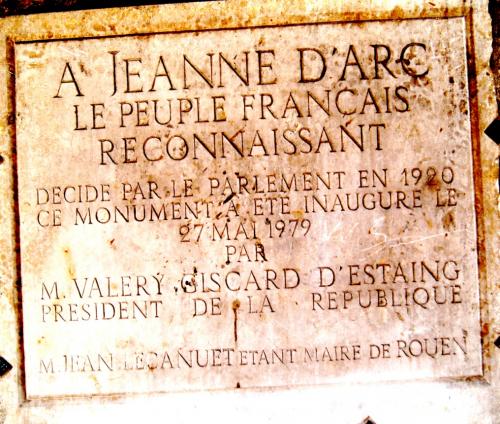 A JEANNE D'ARC
LE PEUPLE FRANÇAIS
RECONNAISSANT
DECIDE PAR LE PARLEMENT EN 1920
CE MONUMENT A ETE INAUGURE LE
27 MAI 1979
PAR
M. VALERY GISCARD D'ESTAING
PRESIDENT DE LA REPUBLIQUE
M. JEAN LECANUET ETANT MAIRE DE ROUEN